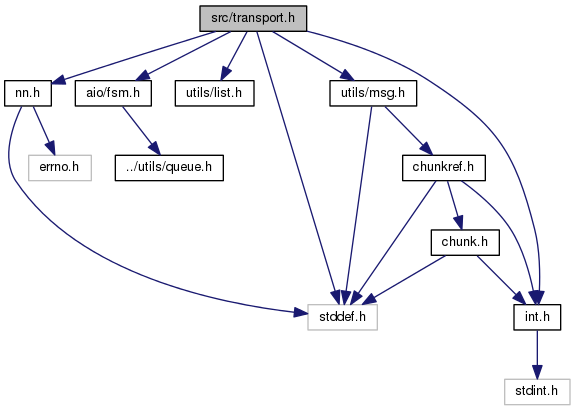 src/transport.h
nn.h
aio/fsm.h
utils/list.h
utils/msg.h
errno.h
../utils/queue.h
chunkref.h
chunk.h
stddef.h
int.h
stdint.h